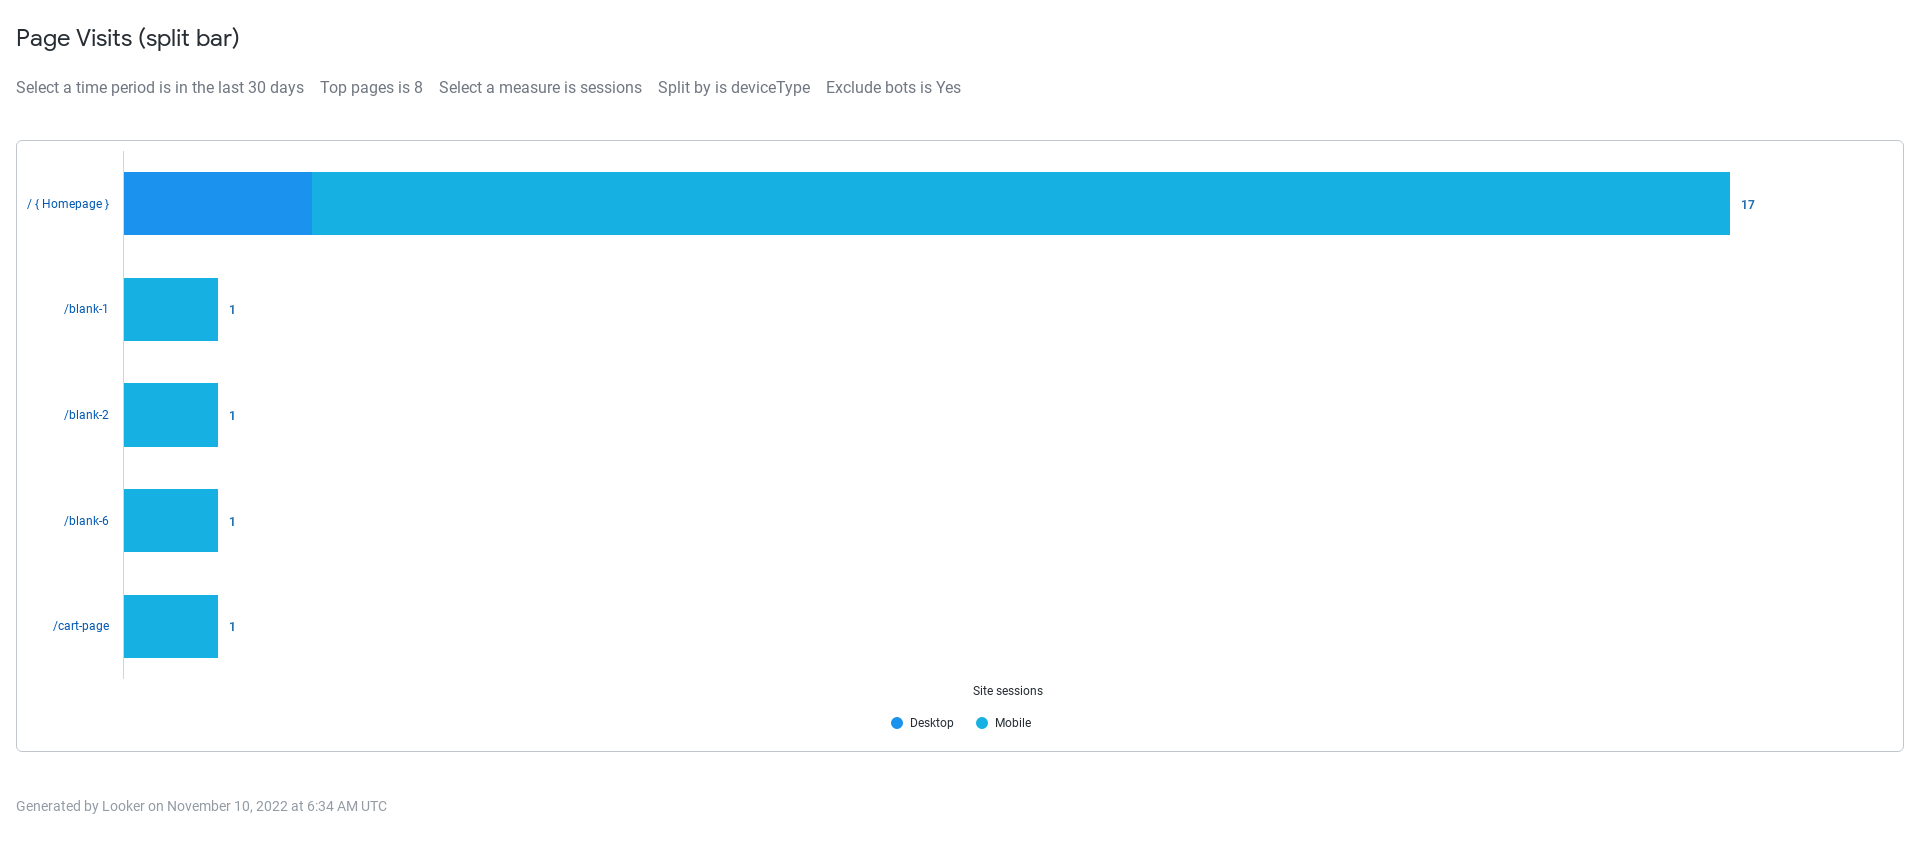 Page Visits (split bar)
Select a time period is in the last 30 days Top pages is 8 Select a measure is sessions Split by is deviceType Exclude bots is Yes
/ { Homepage } 17
/blank-1 1
/blank-2 1
/blank-6 1
/cart-page 1
Site sessions
Desktop Mobile
Generated by Looker on November 10, 2022 at 6:34 AM UTC